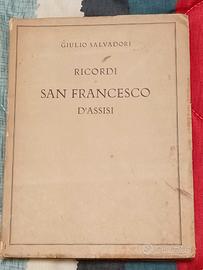 GIULIO SALVADORI
RICORDI
SAN FRANCESCO
D'ASSISI